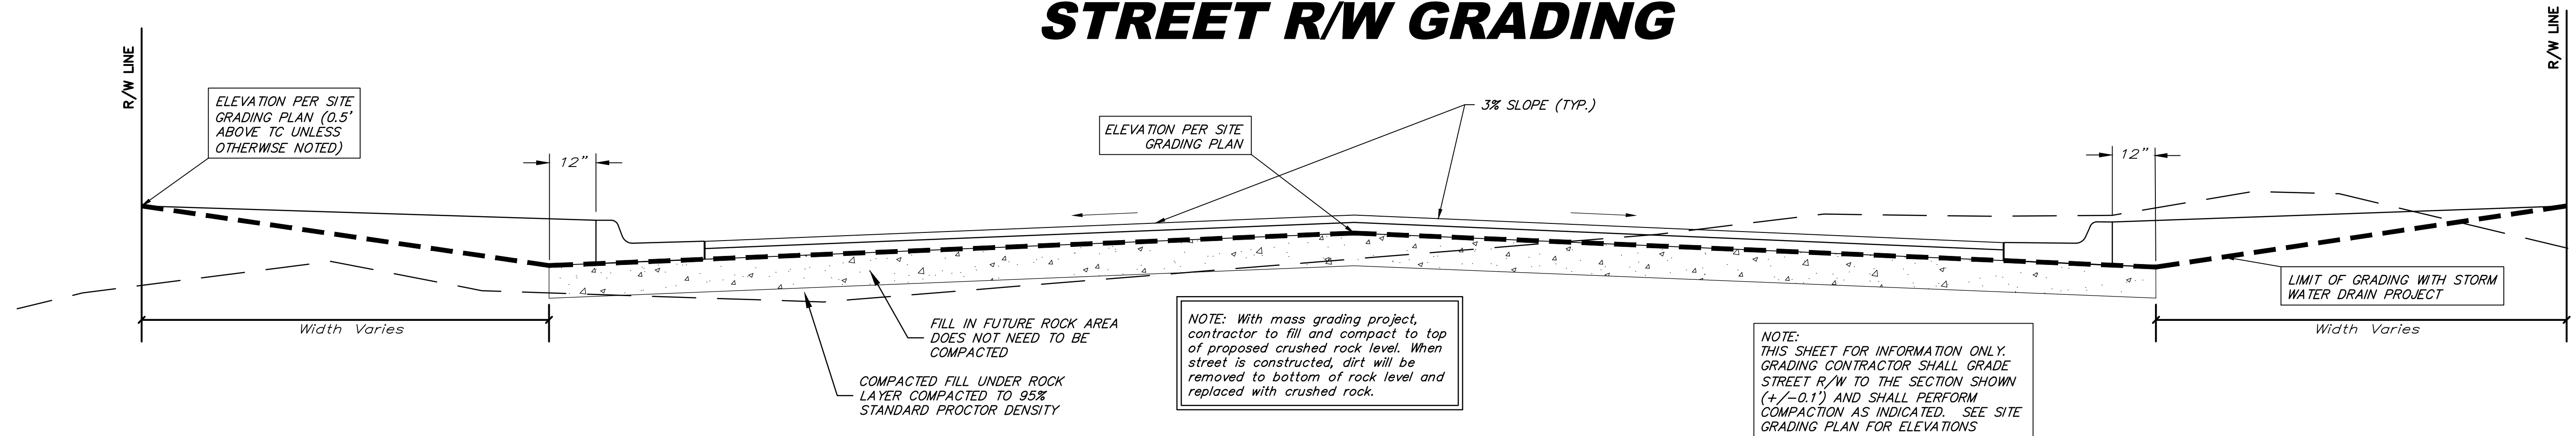 STREET R/W GRADING
R/W LINE
R/W LINE
ELEVATION PER SITE
GRADING PLAN (0.5'
ABOVE TC UNLESS
OTHERWISE NOTED)
12"
ELEVATION PER SITE
GRADING PLAN
3% SLOPE (TYP.)
12"
Width Varies
FILL IN FUTURE ROCK AREA
DOES NOT NEED TO BE
COMPACTED
COMPACTED FILL UNDER ROCK
LAYER COMPACTED TO 95%
STANDARD PROCTOR DENSITY
NOTE: With mass grading project,
contractor to fill and compact to top
of proposed crushed rock level. When
street is constructed, dirt will be
removed to bottom of rock level and
replaced with crushed rock.
NOTE:
THIS SHEET FOR INFORMATION ONLY.
GRADING CONTRACTOR SHALL GRADE
STREET R/W TO THE SECTION SHOWN
(+/-0.1') AND SHALL PERFORM
COMPACTION AS INDICATED. SEE SITE
GRADING PLAN FOR ELEVATIONS
LIMIT OF GRADING WITH STORM
WATER DRAIN PROJECT
Width Varies